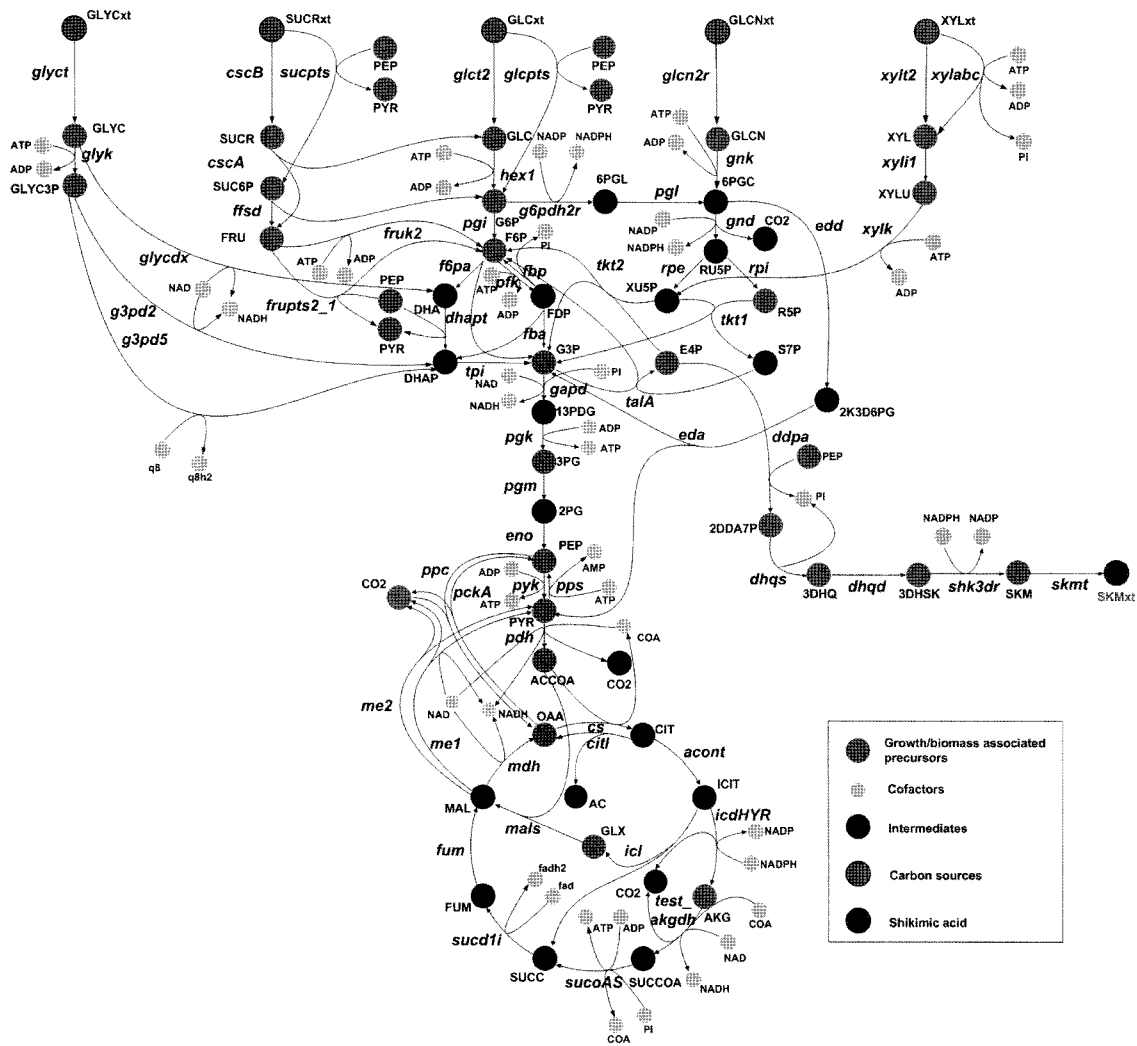 GLYCxt
SUCRxt
GLCxt
GLCNxt
XYLxt
glyct
cscB
sucpts
PEP
PYR
glct2
glcpts
PEP
PYR
glcn2r
xylt2
xylabc
ATP
ADP
Pi
GLYC
ATP
ADP
glyk
GLYC3P
SUCR
cscA
SUC6P
ffsd
FRU
GLC
NADP
NADPH
ATP
ADP
hex1
G6P
g6pdh2r
6PGL
pgl
GLCN
ATP
ADP
gnk
6PGC
XYL
xyli1
XYLU
xylk
ATP
ADP
gnd
NADP
NADPH
CO2
edd
RU5P
rpe
rpi
XU5P
R5P
tkt2
tkt1
pgi
F6P
Pi
fruk2
ATP
ADP
glycdx
NAD
NADH
g3pd2
g3pd5
frupts2_1
PEP
PYR
f6pa
DHA
dhapt
ATP
pfk
ADP
fbp
FDP
fba
G3P
E4P
S7P
DHAP
tpi
NAD
NADH
gapd
Pi
talA
13PDG
2K3D6PG
q8
q8h2
pgk
ADP
ATP
eda
ddpa
PEP
Pi
3PG
pgm
2PG
eno
2DDA7P
NADPH
NADP
PEP
dhqs
3DHQ
dhqd
3DHSK
shk3dr
SKM
skmt
SKMxt
CO2
ppc
pckA
ADP
ATP
pyk
pps
AMP
ATP
PYR
pdh
COA
ACCOA
CO2
me2
me1
NAD
NADH
OAA
cs
citl
CIT
acont
mdh
MAL
AC
ICIT
mals
GLX
icl
icdHYR
NADP
NADPH
fum
fadh2
fad
FUM
sucd1i
CO2
test_
akgdh
AKG
COA
NAD
NADH
ATP
ADP
SUCC
sucoAS
SUCCOA
COA
Pi
Growth/biomass associated
precursors
Cofactors
Intermediates
Carbon sources
Shikimic acid